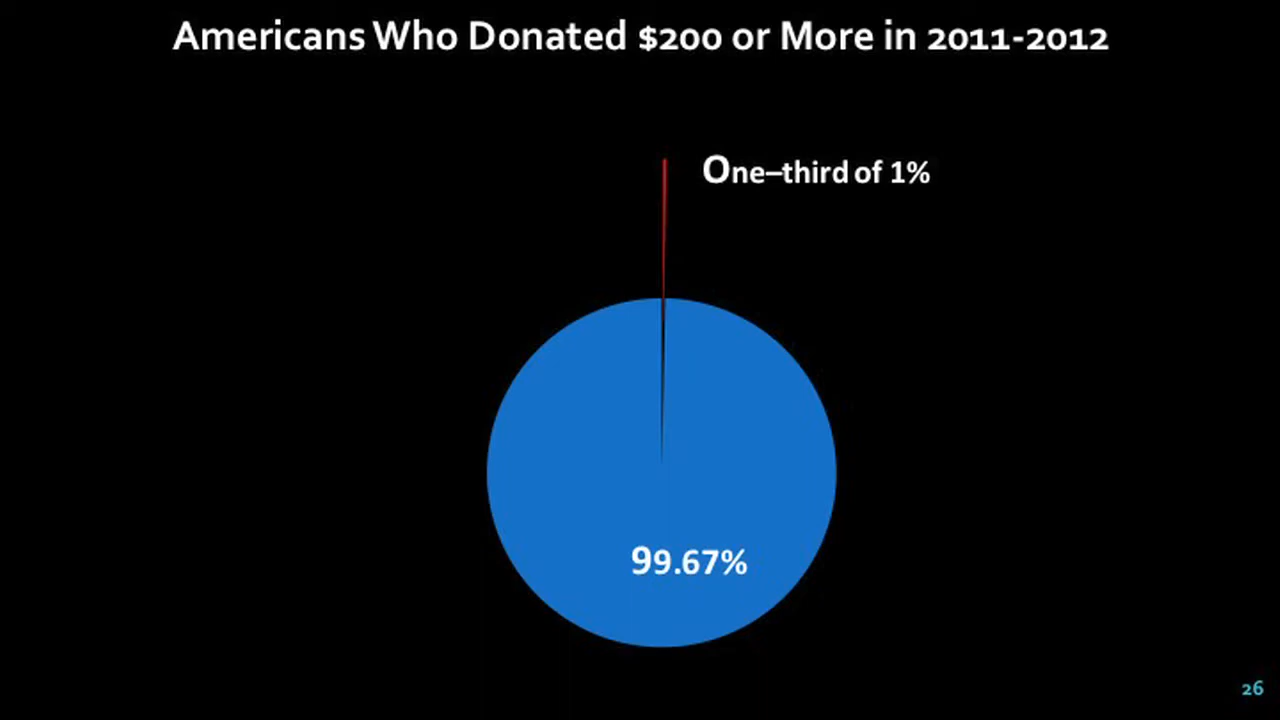 Americans Who Donated $200 or More in 2011-2012
One–third of 1%
99.67%
26